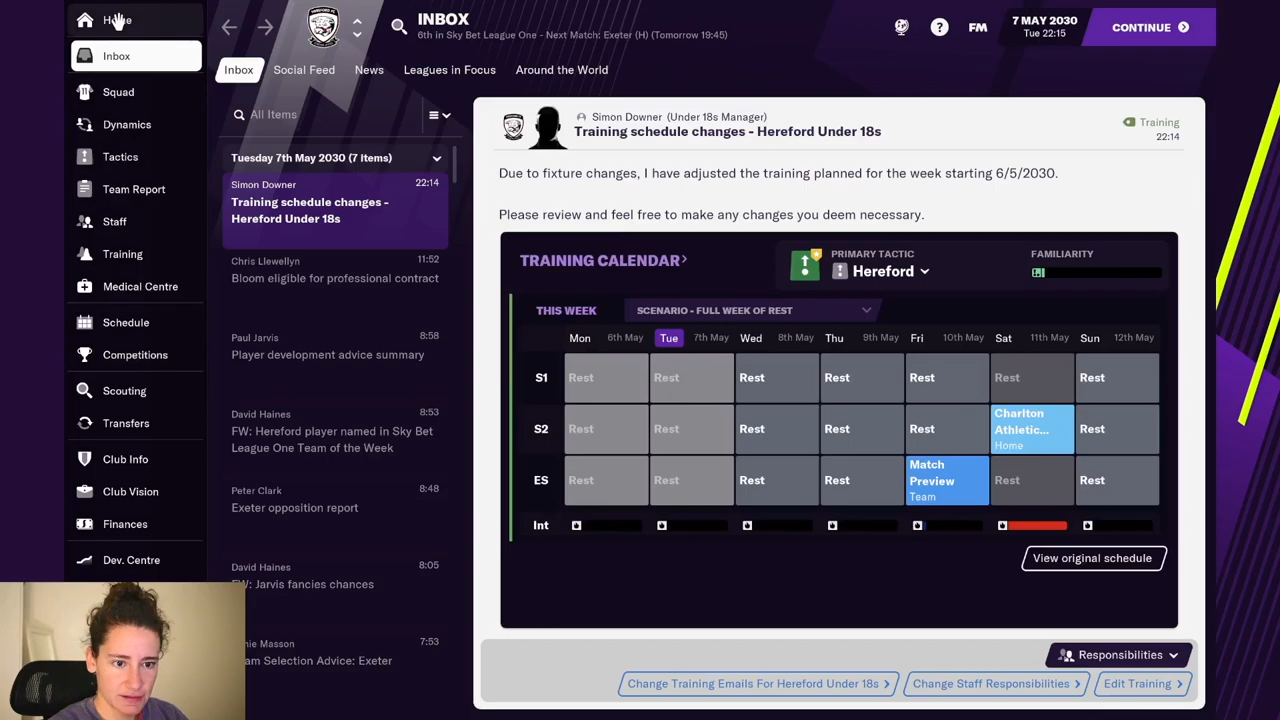 Home
Inbox
Squad
Dynamics
Tactics
Team Report
Staff
Training
Medical Centre
Schedule
Competitions
Scouting
Transfers
Club Info
Club Vision
Finances
Dev. Centre
INBOX
6th in Sky Bet League One - Next Match: Exeter (H) (Tomorrow 19:45)
?
FM
7 MAY 2030
Tue 22:15
CONTINUE
Inbox
Social Feed
News
Leagues in Focus
Around the World
All Items
Tuesday 7th May 2030 (7 Items)
Simon Downer 22:14
Training schedule changes -
Hereford Under 18s
Chris Llewellyn 11:52
Bloom eligible for professional contract
Paul Jarvis 8:58
Player development advice summary
David Haines 8:53
FW: Hereford player named in Sky Bet
League One Team of the Week
Peter Clark 8:48
Exeter opposition report
David Haines 8:05
FW: Jarvis fancies chances
Masson 7:53
Selection Advice: Exeter
Simon Downer (Under 18s Manager)
Training schedule changes - Hereford Under 18s
Training
22:14
Due to fixture changes, I have adjusted the training planned for the week starting 6/5/2030.
Please review and feel free to make any changes you deem necessary.
TRAINING CALENDAR
PRIMARY TACTIC
Hereford
FAMILIARITY
THIS WEEK
SCENARIO - FULL WEEK OF REST
Mon 6th May Tue 7th May Wed 8th May Thu 9th May Fri 10th May Sat 11th May Sun 12th May
S1 Rest Rest Rest Rest Rest Rest Rest
S2 Rest Rest Rest Rest Rest Charlton Athletic... Home Rest
ES Rest Rest Rest Rest Match Preview Team Rest Rest
Int
View original schedule
Responsibilities
Change Training Emails For Hereford Under 18s
Change Staff Responsibilities
Edit Training